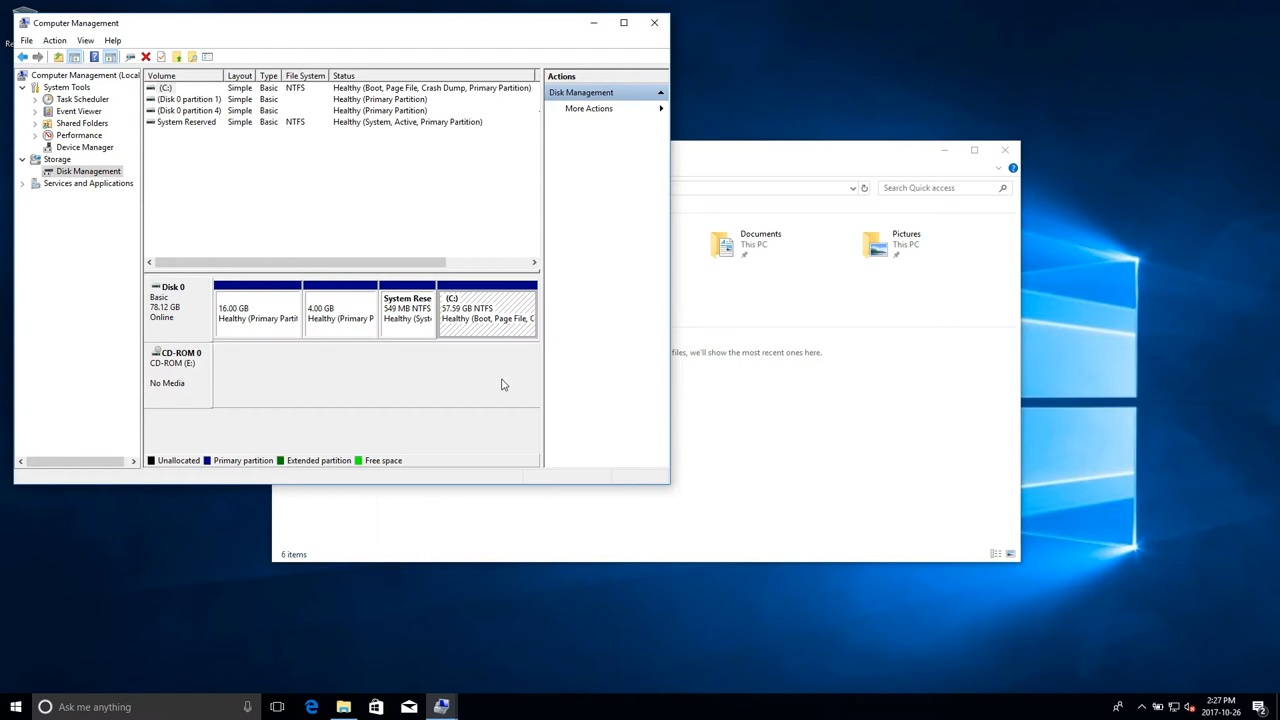 Computer Management
File Action View Help
Computer Management (Local
System Tools
Task Scheduler
Event Viewer
Shared Folders
Performance
Device Manager
Storage
Disk Management
Services and Applications
Volume Layout Type File System Status
(C:) Simple Basic NTFS Healthy (Boot, Page File, Crash Dump, Primary Partition)
(Disk 0 partition 1) Simple Basic Healthy (Primary Partition)
(Disk 0 partition 4) Simple Basic Healthy (Primary Partition)
System Reserved Simple Basic NTFS Healthy (System, Active, Primary Partition)
Disk 0
Basic
78.12 GB
Online
16.00 GB
Healthy (Primary Partit
4.00 GB
Healthy (Primary P
System Rese
549 MB NTFS
Healthy (Syst
(C:)
57.59 GB NTFS
Healthy (Boot, Page File, C
CD-ROM 0
CD-ROM (E:)
No Media
Unallocated Primary partition Extended partition Free space
Actions
Disk Management
More Actions
Search Quick access
Documents
This PC
Pictures
This PC
files, we'll show the most recent ones here.
6 items
Ask me anything
2:27 PM
2017-10-26
2